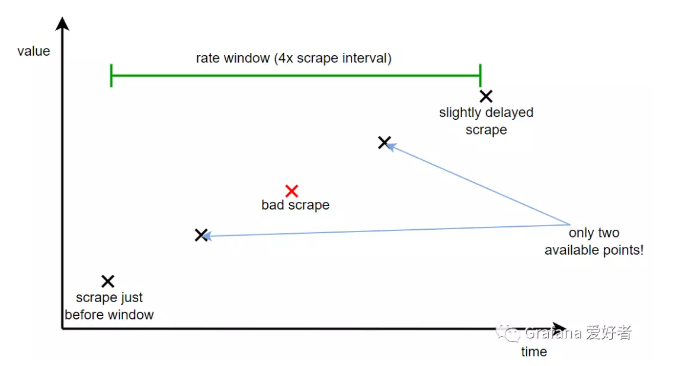 value
rate window (4x scrape interval)
slightly delayed
scrape
bad scrape
only two
available points!
scrape just
before window
time
Grafana 爱好者